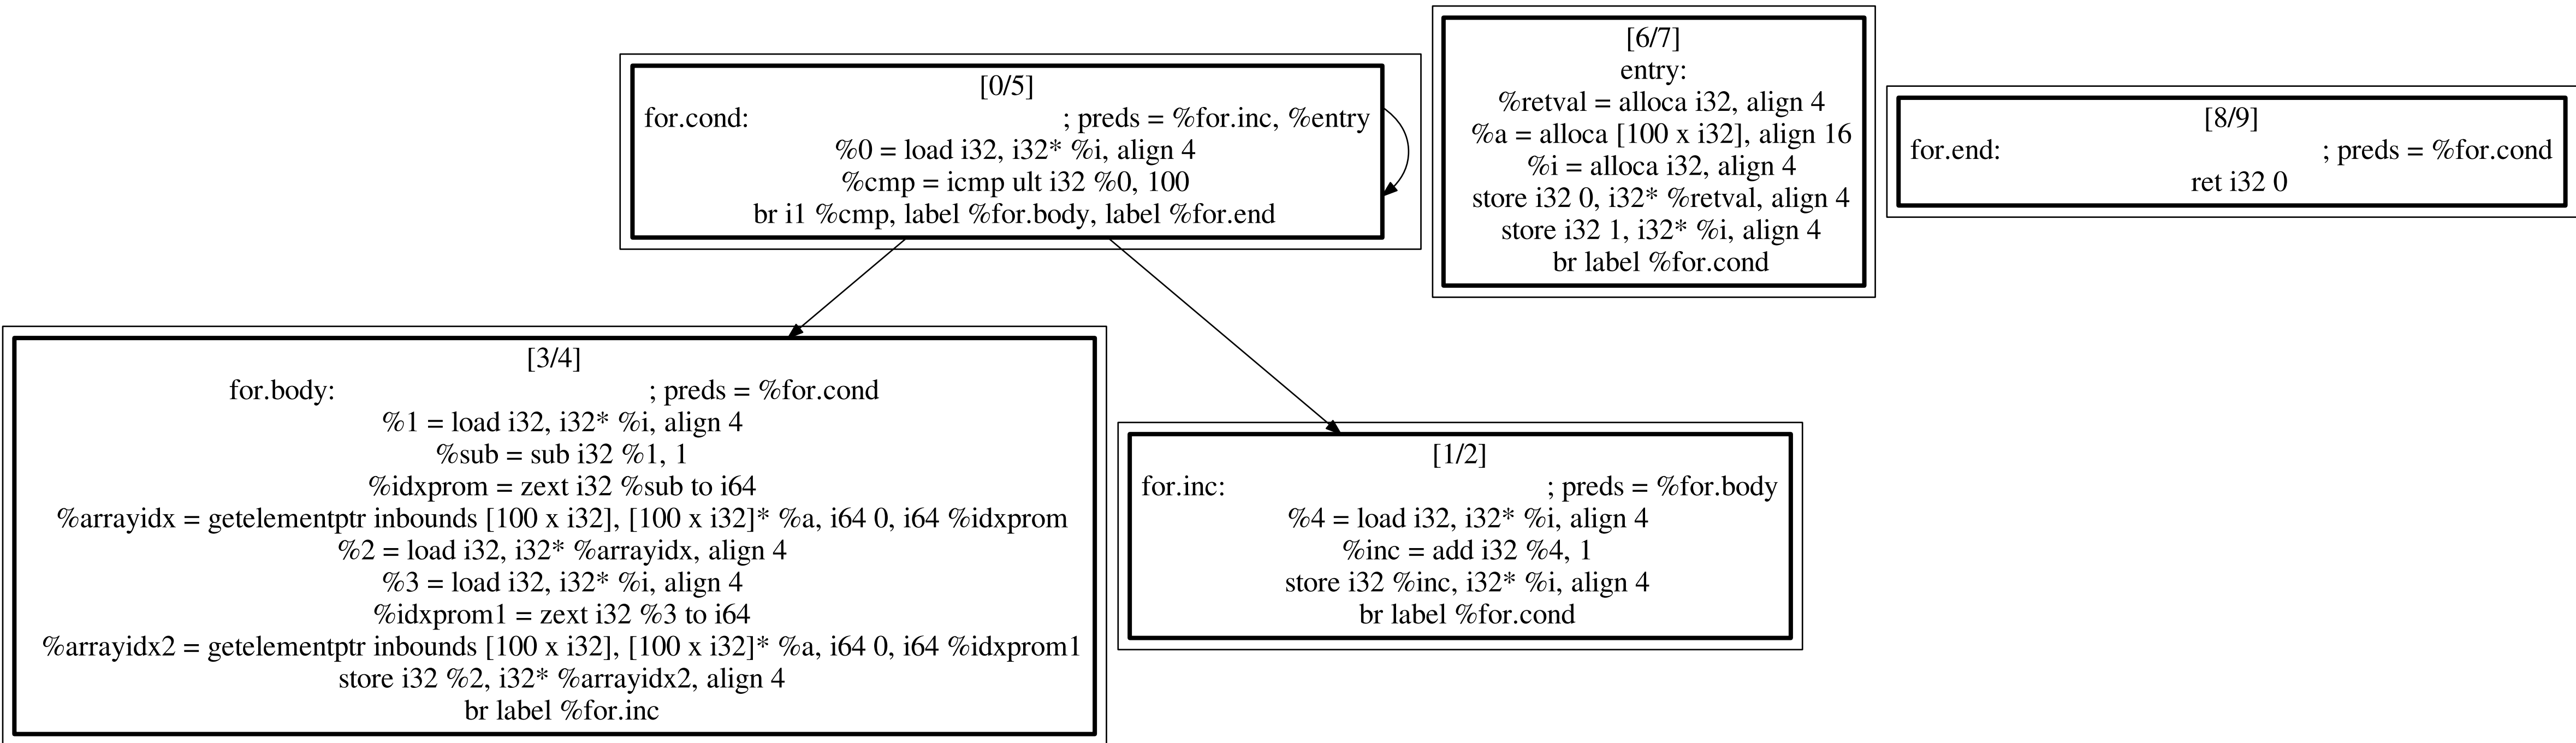 [0/5]
for.cond: ; preds = %for.inc, %entry
%0 = load i32, i32* %i, align 4
%cmp = icmp ult i32 %0, 100
br i1 %cmp, label %for.body, label %for.end
[6/7]
entry:
%retval = alloca i32, align 4
%a = alloca [100 x i32], align 16
%i = alloca i32, align 4
store i32 0, i32* %retval, align 4
store i32 1, i32* %i, align 4
br label %for.cond
[8/9]
for.end: ; preds = %for.cond
ret i32 0
[3/4]
for.body: ; preds = %for.cond
%1 = load i32, i32* %i, align 4
%sub = sub i32 %1, 1
%idxprom = zext i32 %sub to i64
%arrayidx = getelementptr inbounds [100 x i32], [100 x i32]* %a, i64 0, i64 %idxprom
%2 = load i32, i32* %arrayidx, align 4
%3 = load i32, i32* %i, align 4
%idxprom1 = zext i32 %3 to i64
%arrayidx2 = getelementptr inbounds [100 x i32], [100 x i32]* %a, i64 0, i64 %idxprom1
store i32 %2, i32* %arrayidx2, align 4
br label %for.inc
[1/2]
for.inc: ; preds = %for.body
%4 = load i32, i32* %i, align 4
%inc = add i32 %4, 1
store i32 %inc, i32* %i, align 4
br label %for.cond